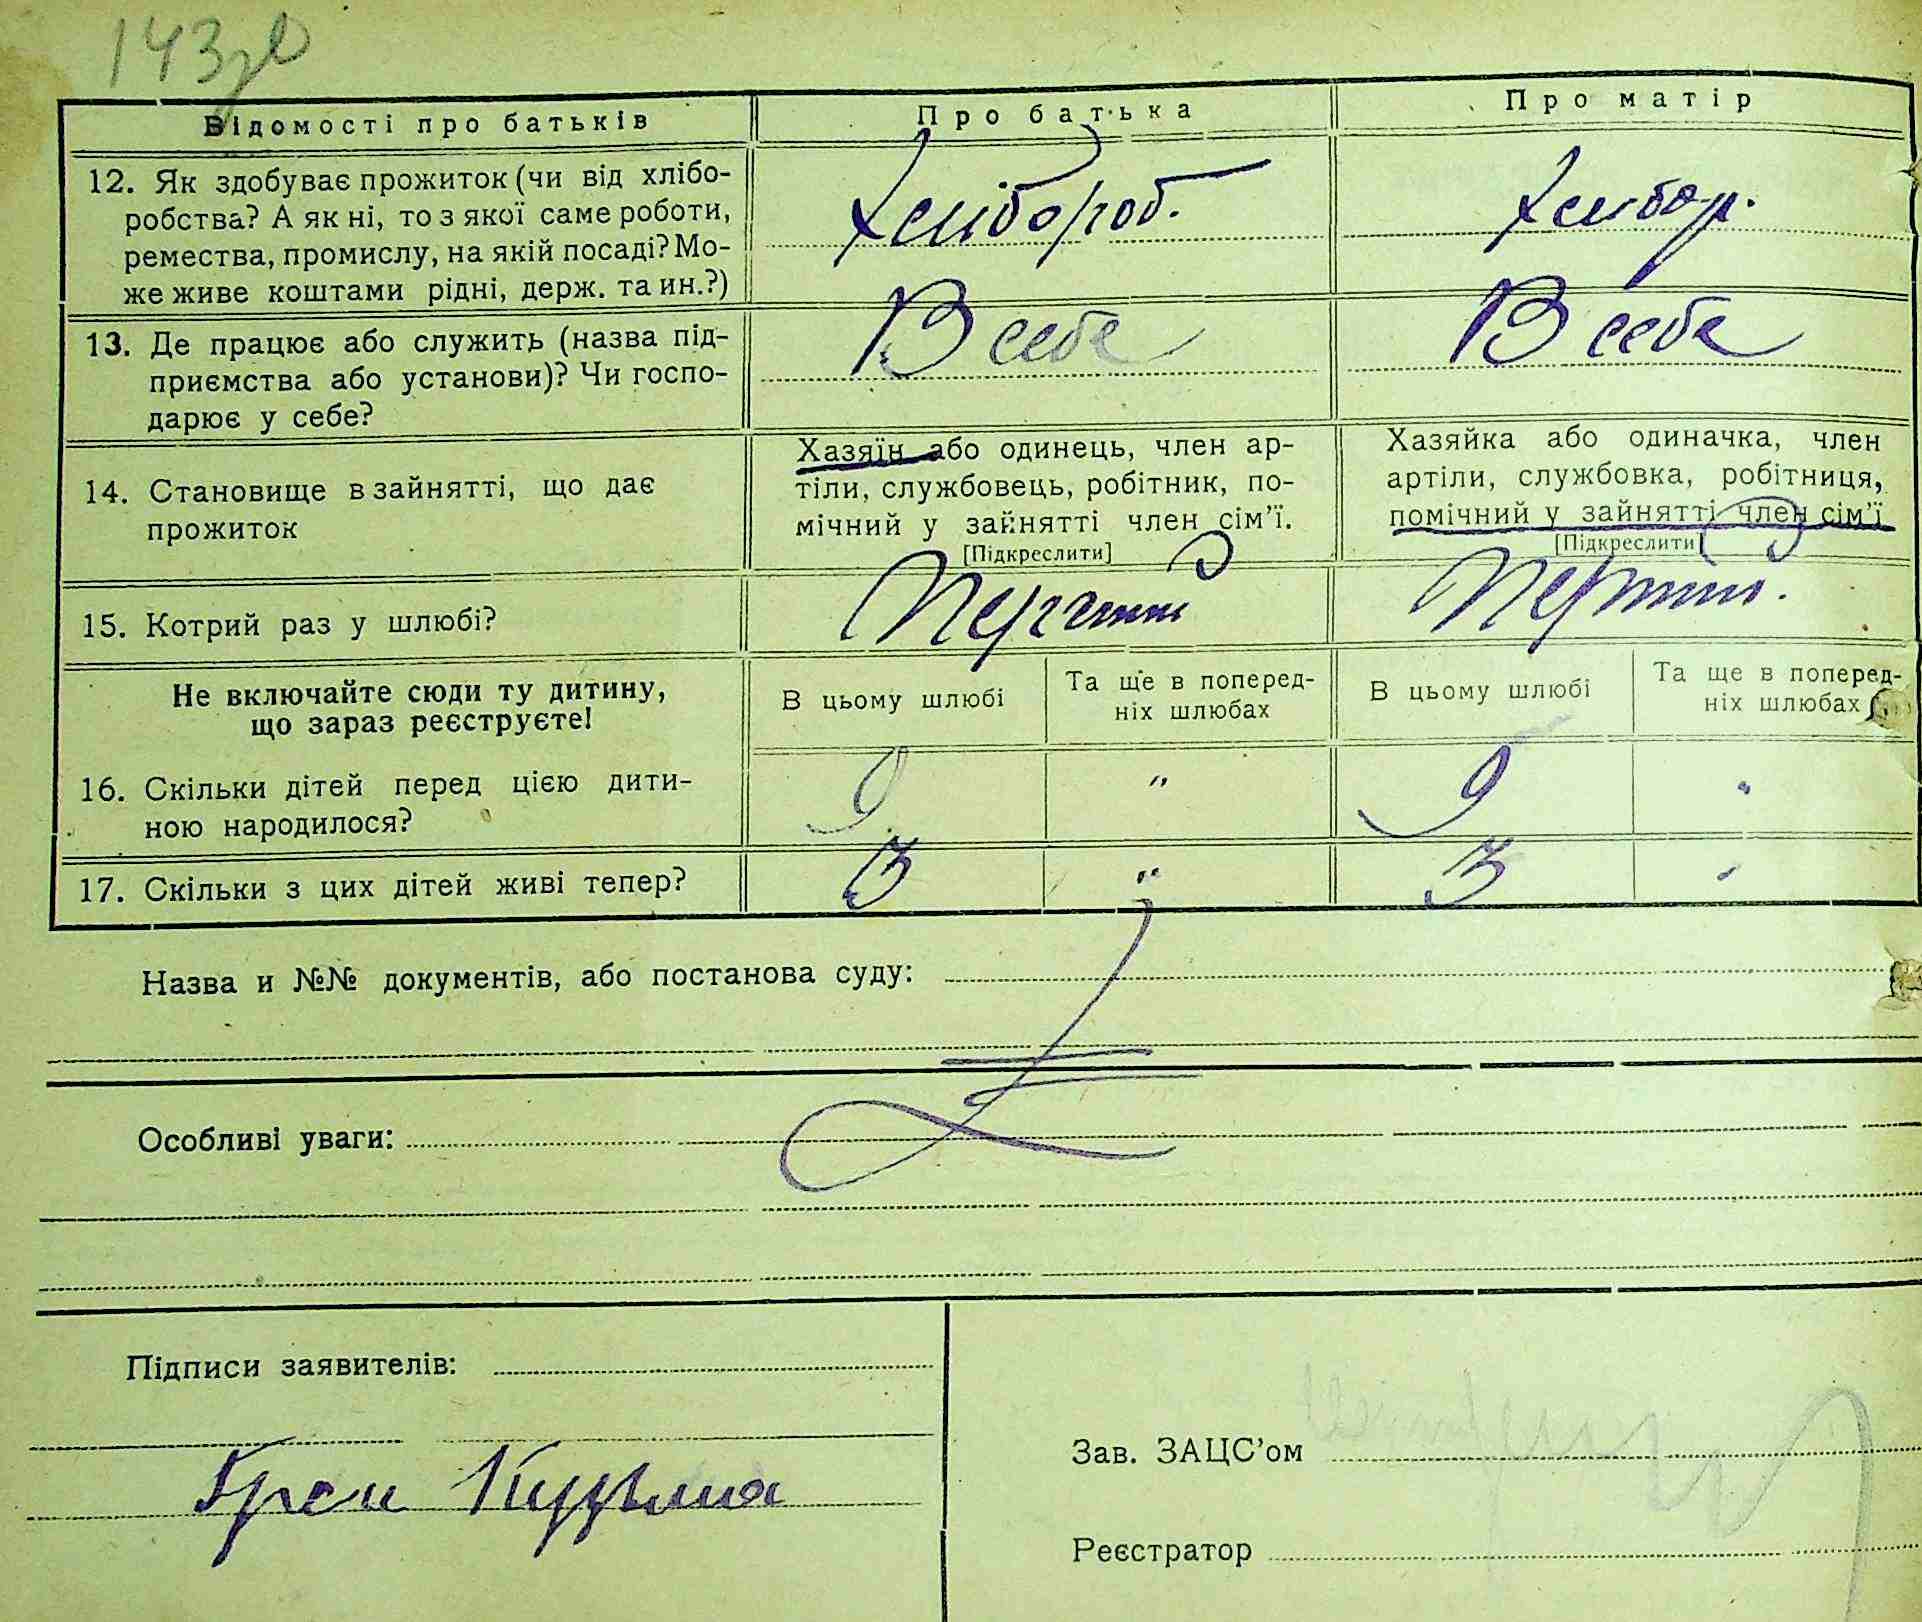 143зв
Відомості про батьків
Про батька
Про матір
12. Як здобуває прожиток (чи від хлібо-
робства? А як ні, то з якої саме роботи,
ремества, промислу, на якій посаді? Мо-
же живе коштами рідні, держ. та ин.?)
Хлібороб.
Хлібор.
13. Де працює або служить (назва під-
приємства або установи)? Чи госпо-
дарює у себе?
В себе
В себе
14. Становище в зайнятті, що дає
прожиток
Хазяїн або одинець, член ар-
тіли, службовець, робітник, по-
мічний у зайнятті член сім'ї.
[Підкреслити]
Хазяйка або одиначка, член
артіли, службовка, робітниця,
помічний у зайнятті член сім'ї
[Підкреслити]
15. Котрий раз у шлюбі?
Перший
Перший.
Не включайте сюди ту дитину,
що зараз реєструєте!
В цьому шлюбі
Та ще в поперед-
ніх шлюбах
В цьому шлюбі
Та ще в поперед-
ніх шлюбах
16. Скільки дітей перед цією дити-
ною народилося?
9 " 9 "
17. Скільки з цих дітей живі тепер?
3 " 3 "
Назва и №№ документів, або постанова суду:
Особливі уваги:
Підписи заявителів:
Кузьма
Зав. ЗАЦС'ом
Реєстратор